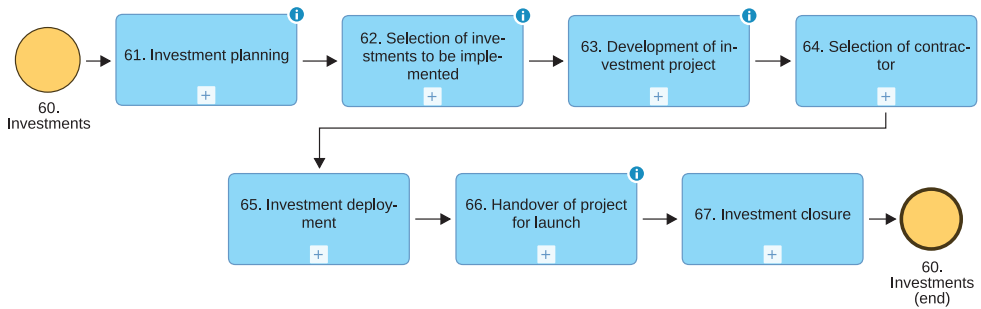 61. Investment planning
62. Selection of inve-
stments to be imple-
mented
63. Development of in-
vestment project
64. Selection of contrac-
tor
60.
Investments
65. Investment deploy-
ment
66. Handover of project
for launch
67. Investment closure
60.
Investments
(end)